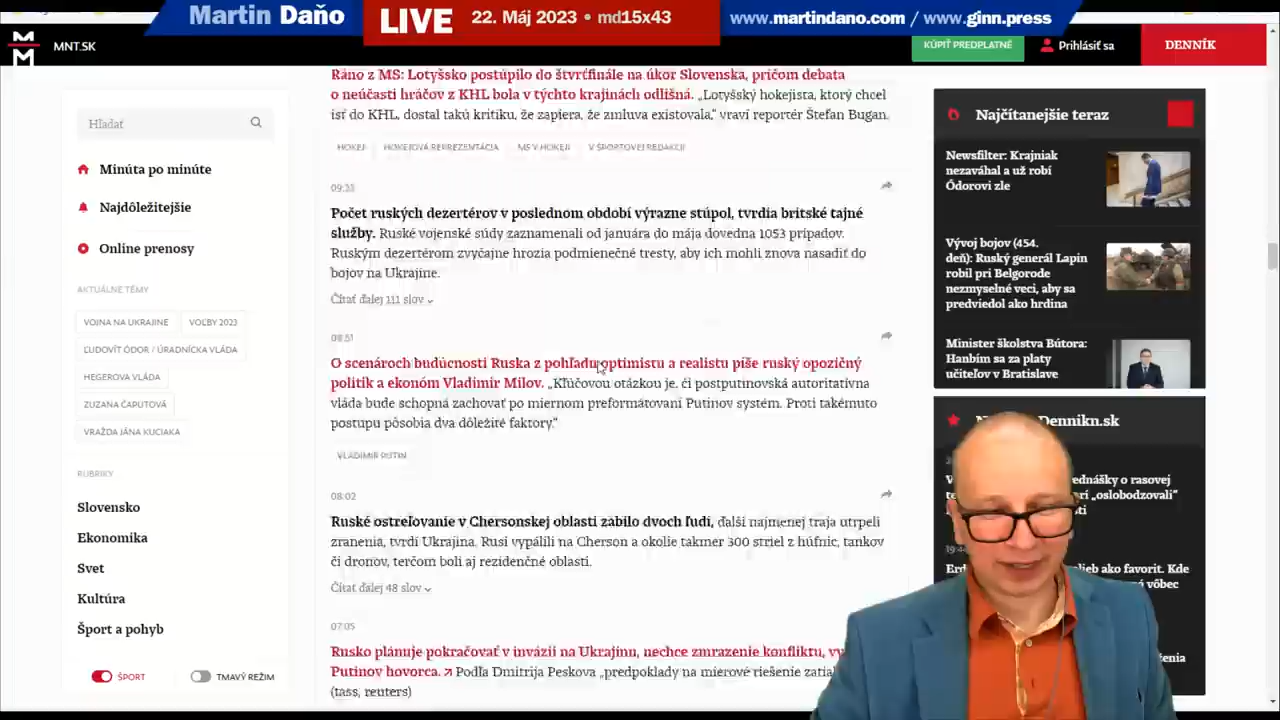 Martin Daňo
LIVE
22. Máj 2023 • md15x43
www.martindano.com / www.ginn.press
MNT.SK
KÚPIŤ PREDPLATNÉ
Prihlásiť sa
DENNÍK
Hľadať
Minúta po minúte
Najdôležitejšie
Online prenosy
AKTUÁLNE TÉMY
VOJNA NA UKRAJINE
VOĽBY 2023
ĽUDOVÍT ÓDOR / ÚRADNÍCKA VLÁDA
HEGEROVA VLÁDA
ZUZANA ČAPUTOVÁ
VRAŽDA JÁNA KUCIAKA
RUBRIKY
Slovensko
Ekonomika
Svet
Kultúra
Šport a pohyb
ŠPORT
TMAVÝ REŽIM
Ráno z MS: Lotyšsko postúpilo do štvrťfinále na úkor Slovenska, pričom debata
o neúčasti hráčov z KHL bola v týchto krajinách odlišná. „Lotyšský hokejista, ktorý chcel
ísť do KHL, dostal takú kritiku, že zapiera, že zmluva existovala,“ vraví reportér Štefan Bugan.
HOKEJ
HOKEJOVÁ REPREZENTÁCIA
MS V HOKEJI
V ŠPORTOVEJ REDAKCII
09:33
Počet ruských dezertérov v poslednom období výrazne stúpol, tvrdia britské tajné
služby. Ruské vojenské súdy zaznamenali od januára do mája dovedna 1053 prípadov.
Ruským dezertérom zvyčajne hrozia podmienečné tresty, aby ich mohli znova nasadiť do
bojov na Ukrajine.
Čítať ďalej 111 slov
08:51
O scenároch budúcnosti Ruska z pohľadu optimistu a realistu píše ruský opozičný
politik a ekonóm Vladimir Milov. „Kľúčovou otázkou je, či postputinovská autoritatívna
vláda bude schopná zachovať po miernom preformátovaní Putinov systém. Proti takémuto
postupu pôsobia dva dôležité faktory.“
VLADIMIR PUTIN
08:02
Ruské ostreľovanie v Chersonskej oblasti zabilo dvoch ľudí, ďalší najmenej traja utrpeli
zranenia, tvrdí Ukrajina. Rusi vypálili na Cherson a okolie takmer 300 striel z húfnic, tankov
či dronov, terčom boli aj rezidenčné oblasti.
Čítať ďalej 48 slov
07:05
Rusko plánuje pokračovať v invázii na Ukrajinu, nechce zmrazenie konfliktu,
Putinov hovorca. Podľa Dmitrija Peskova „predpoklady na mierové riešenie
(tass, reuters)
Najčítanejšie teraz
Newsfilter: Krajniak
nezaváhal a už robí
Ódorovi zle
Vývoj bojov (454.
deň): Ruský generál Lapin
robil pri Belgorode
nezmyselné veci, aby sa
predviedol ako hrdina
Minister školstva Bútora:
Hanbím sa za platy
učiteľov v Bratislave
Dennikn.sk
o rasovej
„oslobodzovali“
ako favorit. Kde
vôbec